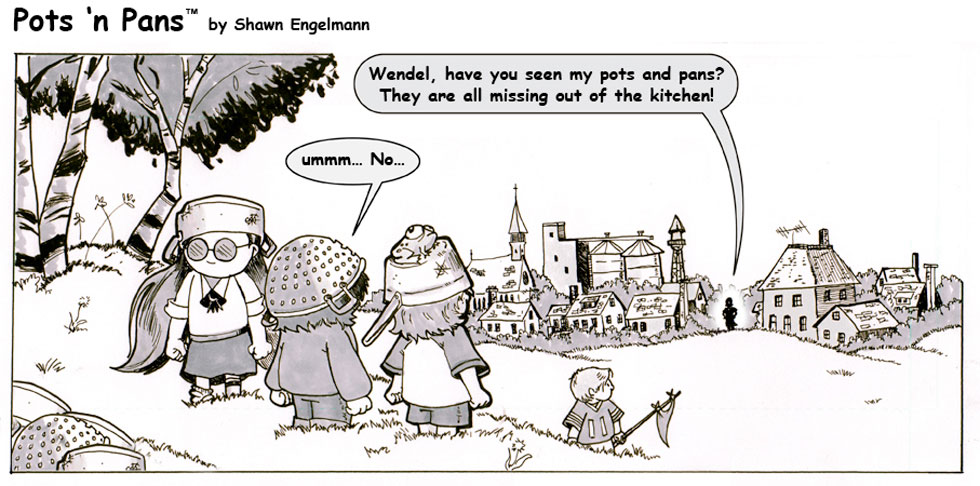 Pots 'n Pans™ by Shawn Engelmann
Wendel, have you seen my pots and pans?
They are all missing out of the kitchen!
ummm... No...